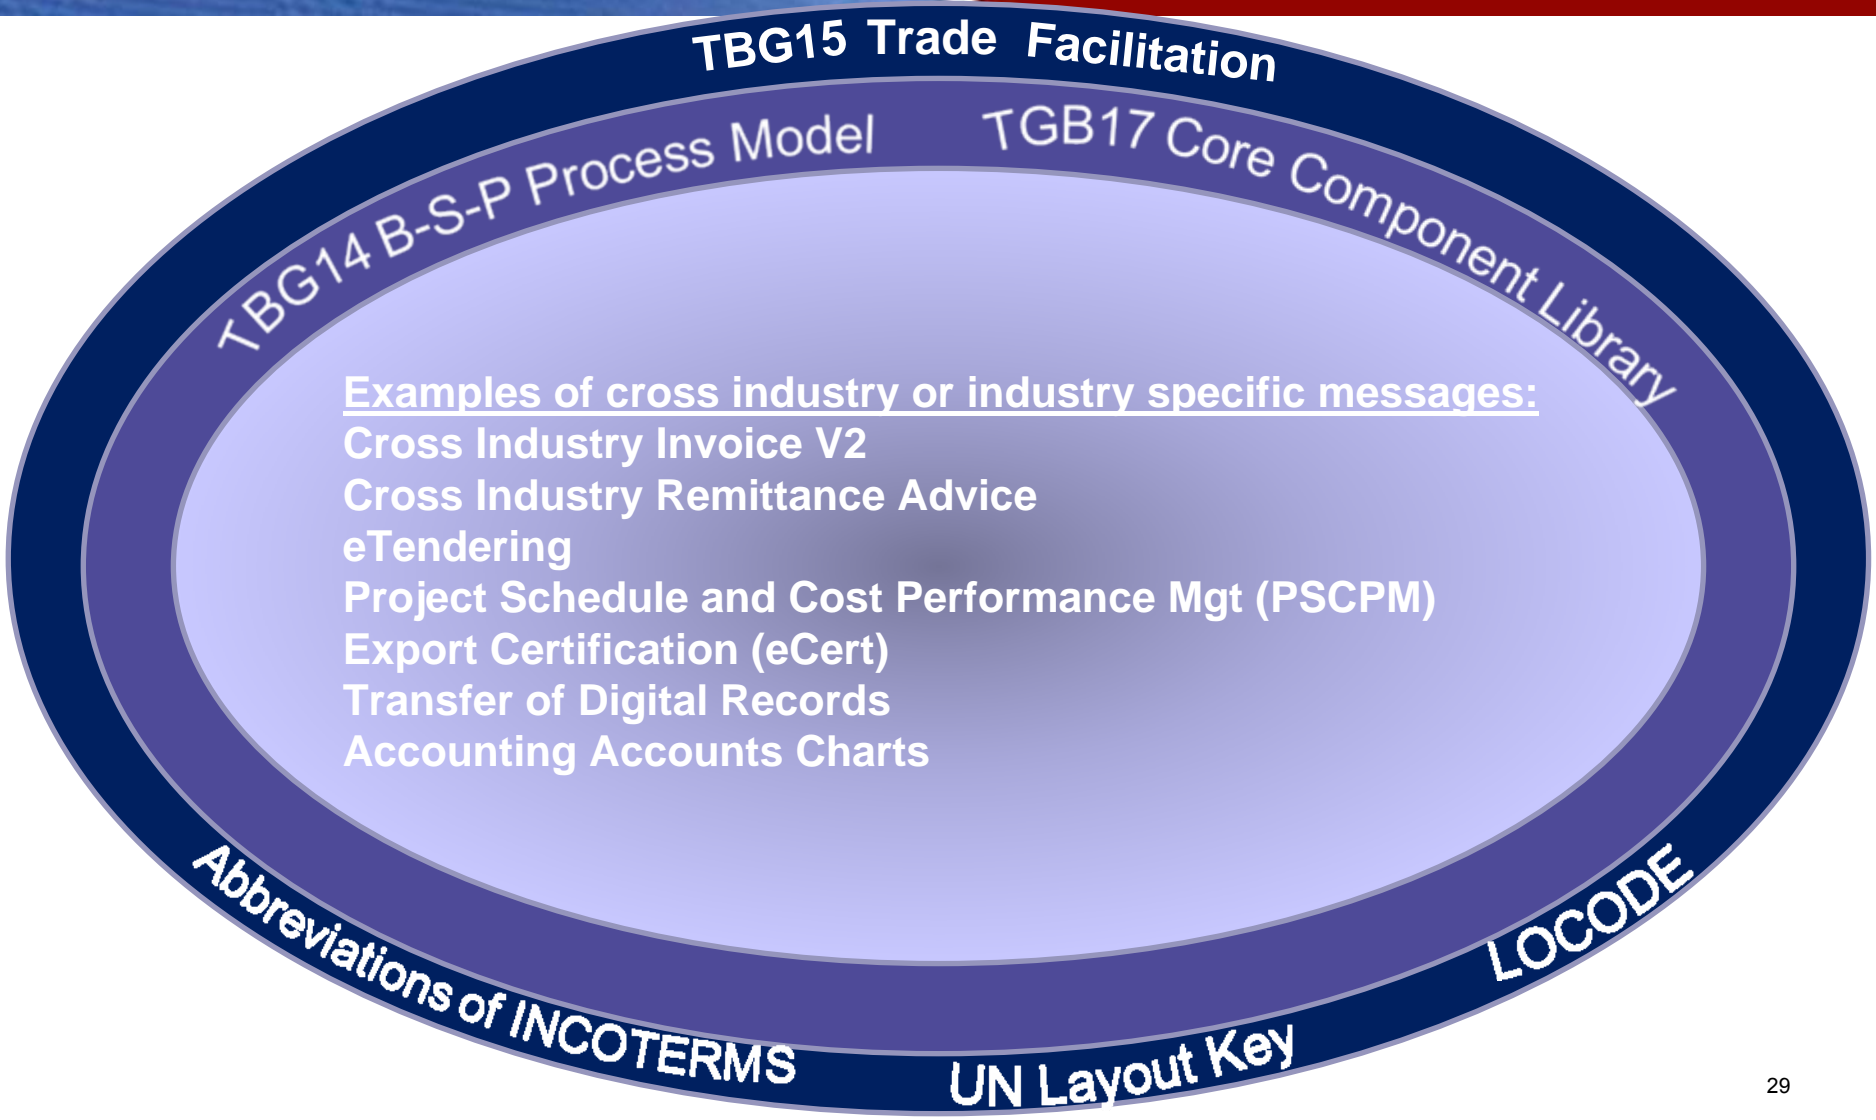 TBG15 Trade Facilitation
TBG14 B-S-P Process Model
TGB17 Core Component Library
Examples of cross industry or industry specific messages:
Cross Industry Invoice V2
Cross Industry Remittance Advice
eTendering
Project Schedule and Cost Performance Mgt (PSCPM)
Export Certification (eCert)
Transfer of Digital Records
Accounting Accounts Charts
Abbreviations of INCOTERMS
UN Layout Key
LOCODE
29